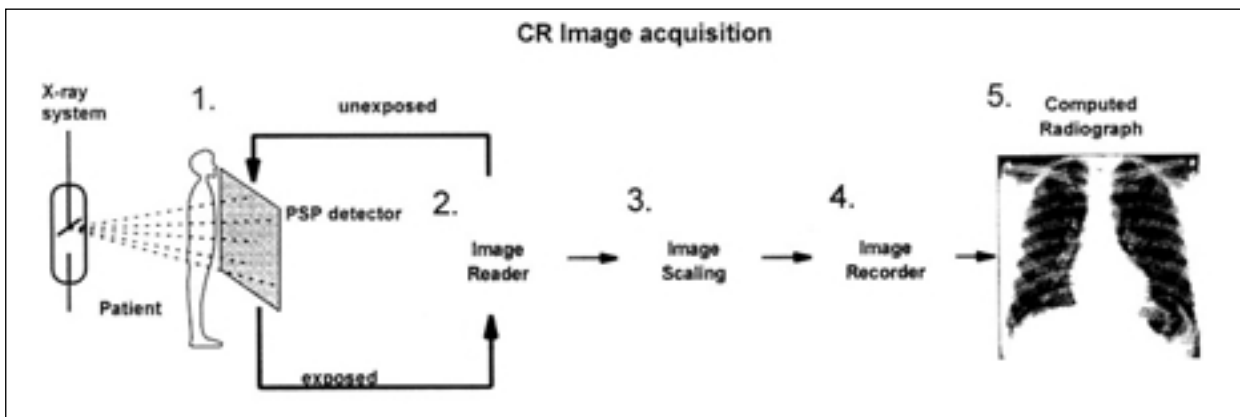 CR Image acquisition
X-ray
system
1.
unexposed
PSP detector
Patient
exposed
2.
Image
Reader
3.
Image
Scaling
4.
Image
Recorder
5.
Computed
Radiograph